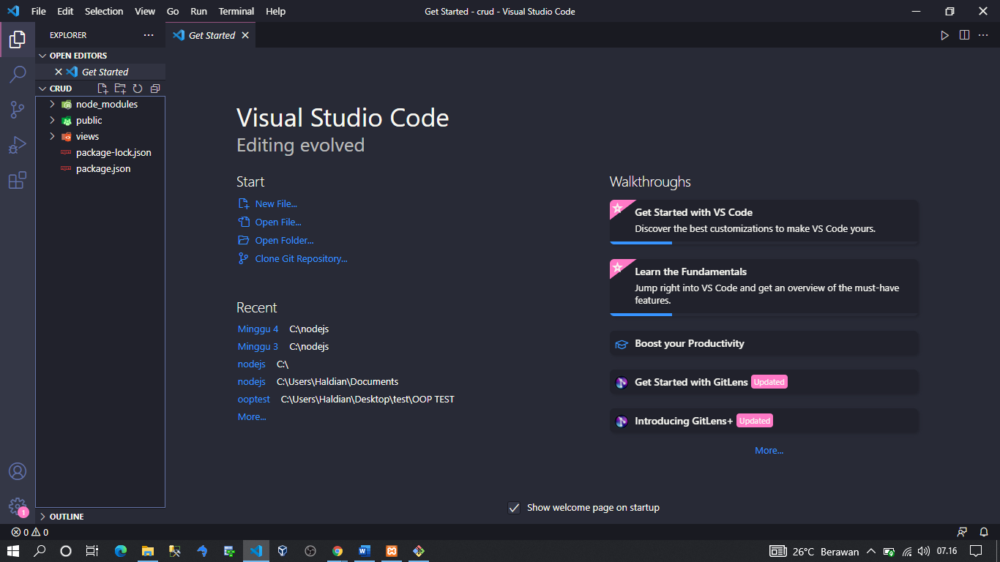 File Edit Selection View Go Run Terminal Help Get Started - crud - Visual Studio Code
EXPLORER
Get Started
OPEN EDITORS
Get Started
CRUD
node_modules
public
views
package-lock.json
package.json
OUTLINE
Visual Studio Code
Editing evolved
Start
New File...
Open File...
Open Folder...
Clone Git Repository...
Recent
Minggu 4 C:\nodejs
Minggu 3 C:\nodejs
nodejs C:\
nodejs C:\Users\Haldian\Documents
ooptest C:\Users\Haldian\Desktop\test\OOP TEST
More...
Walkthroughs
Get Started with VS Code
Discover the best customizations to make VS Code yours.
Learn the Fundamentals
Jump right into VS Code and get an overview of the must-have
features.
Boost your Productivity
Get Started with GitLens Updated
Introducing GitLens+ Updated
More...
Show welcome page on startup
1
0 0
26°C Berawan 07.16